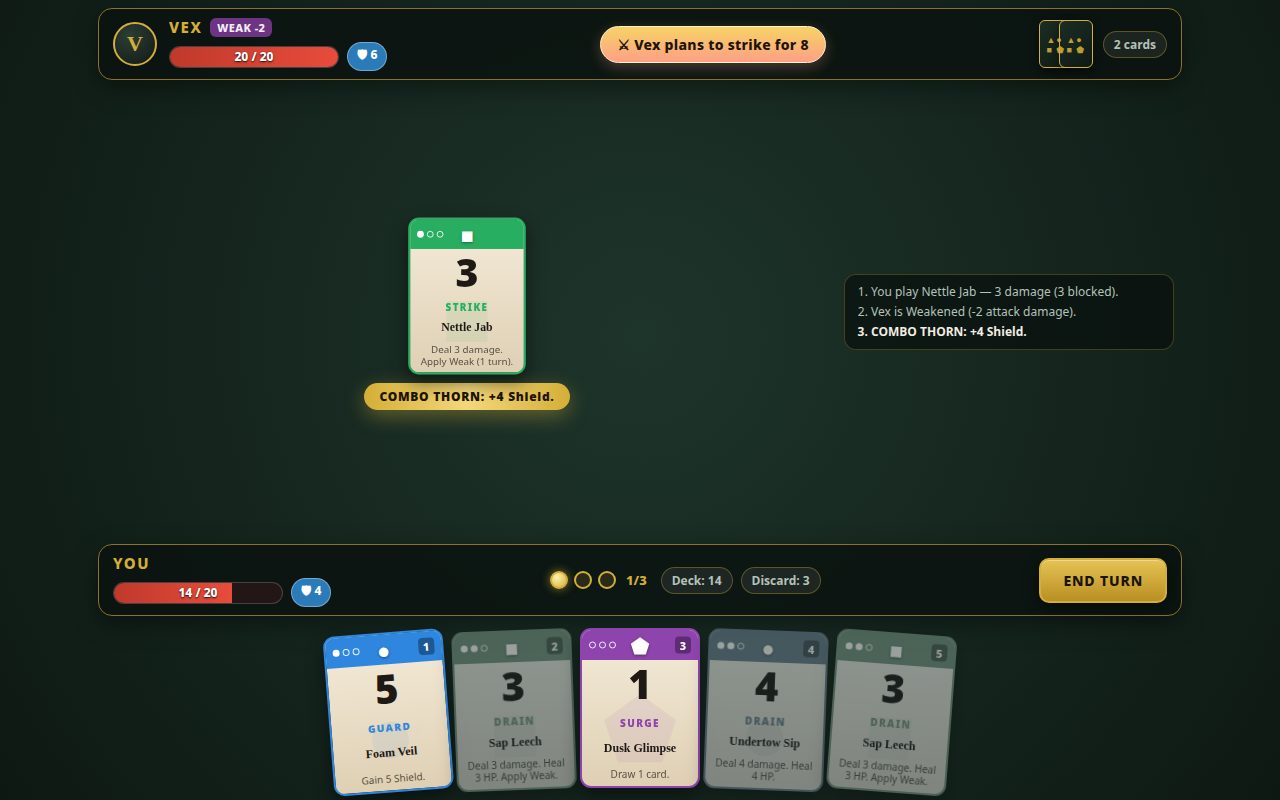 V
VEX
WEAK -2
20 / 20
6
Vex plans to strike for 8
2 cards
3
STRIKE
Nettle Jab
Deal 3 damage.
Apply Weak (1 turn).
COMBO THORN: +4 Shield.
1. You play Nettle Jab — 3 damage (3 blocked).
2. Vex is Weakened (-2 attack damage).
3. COMBO THORN: +4 Shield.
YOU
14 / 20
4
1/3
Deck: 14
Discard: 3
END TURN
1
5
GUARD
Foam Veil
Gain 5 Shield.
2
3
DRAIN
Sap Leech
Deal 3 damage. Heal
3 HP. Apply Weak.
3
1
SURGE
Dusk Glimpse
Draw 1 card.
4
4
DRAIN
Undertow Sip
Deal 4 damage. Heal
4 HP.
5
3
DRAIN
Sap Leech
Deal 3 damage. Heal
3 HP. Apply Weak.